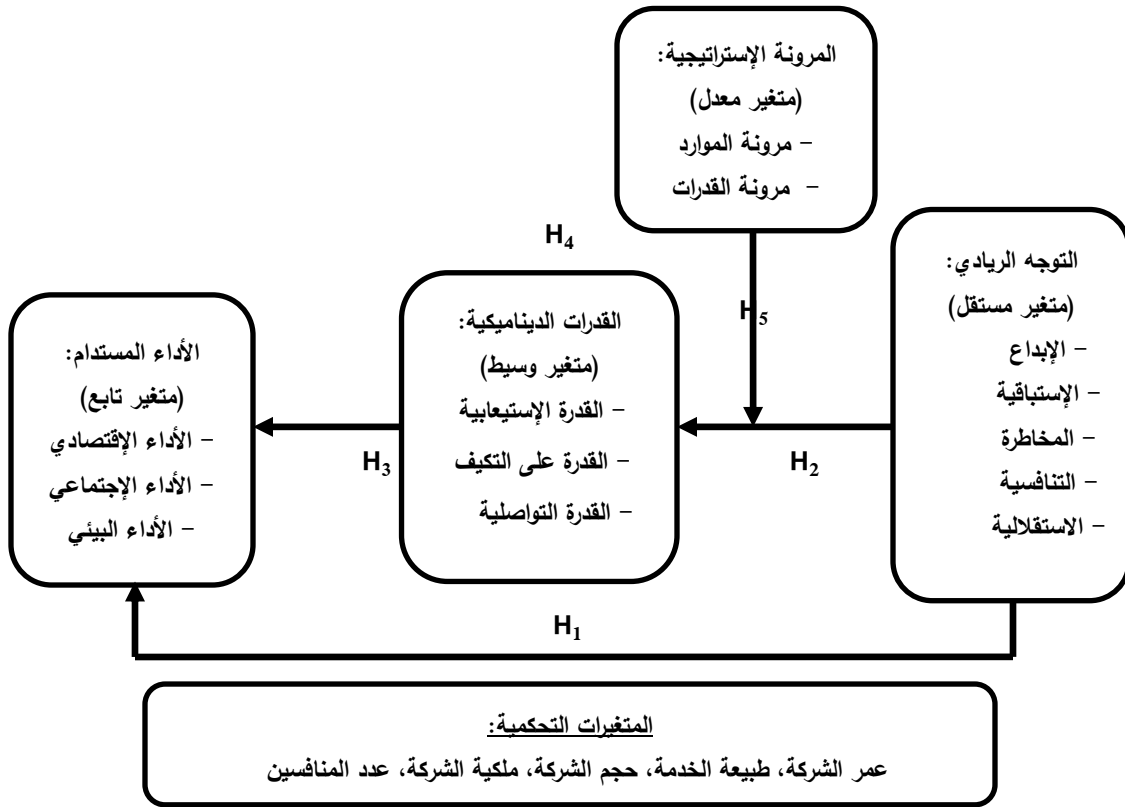 المرونة الإستراتيجية:
(متغير معدل)
- مرونة الموارد
- مرونة القدرات
التوجه الريادي:
(متغير مستقل)
- الإبداع
- الإستباقية
- المخاطرة
- التنافسية
- الاستقلالية
H4
H5
القدرات الديناميكية:
(متغير وسيط)
- القدرة الإستيعابية
- القدرة على التكيف
- القدرة التواصلية
الأداء المستدام:
(متغير تابع)
- الأداء الإقتصادي
- الأداء الإجتماعي
- الأداء البيئي
H2
H3
H1
المتغيرات التحكمية:
عمر الشركة، طبيعة الخدمة، حجم الشركة، ملكية الشركة، عدد المنافسين